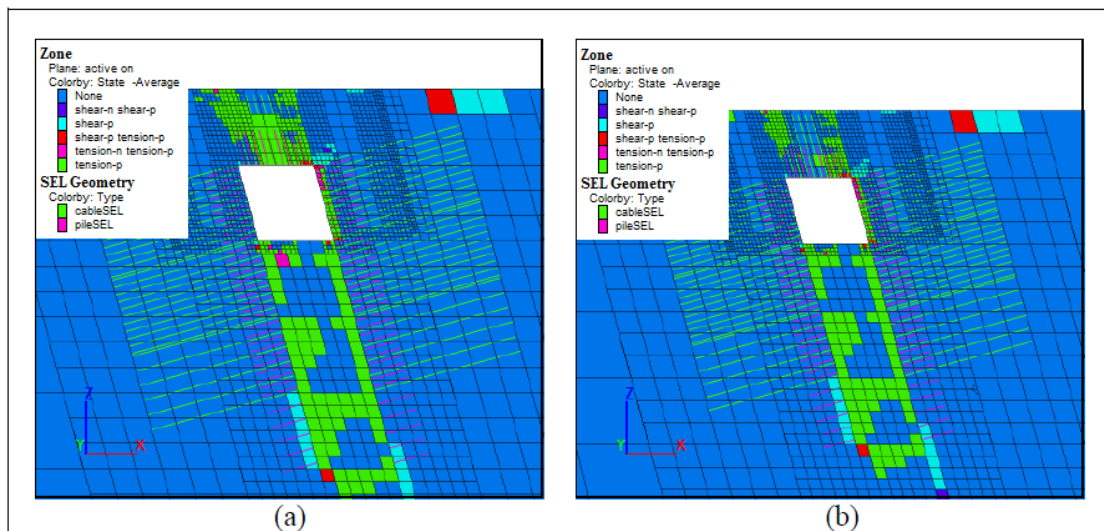 Zone
Plane: active on
Colorby: State -Average
None
shear-n shear-p
shear-p
shear-p tension-p
tension-n tension-p
tension-p
SEL Geometry
Colorby: Type
cableSEL
pileSEL
Z
Y X
(a)
Zone
Plane: active on
Colorby: State -Average
None
shear-n shear-p
shear-p
shear-p tension-p
tension-n tension-p
tension-p
SEL Geometry
Colorby: Type
cableSEL
pileSEL
Z
Y X
(b)